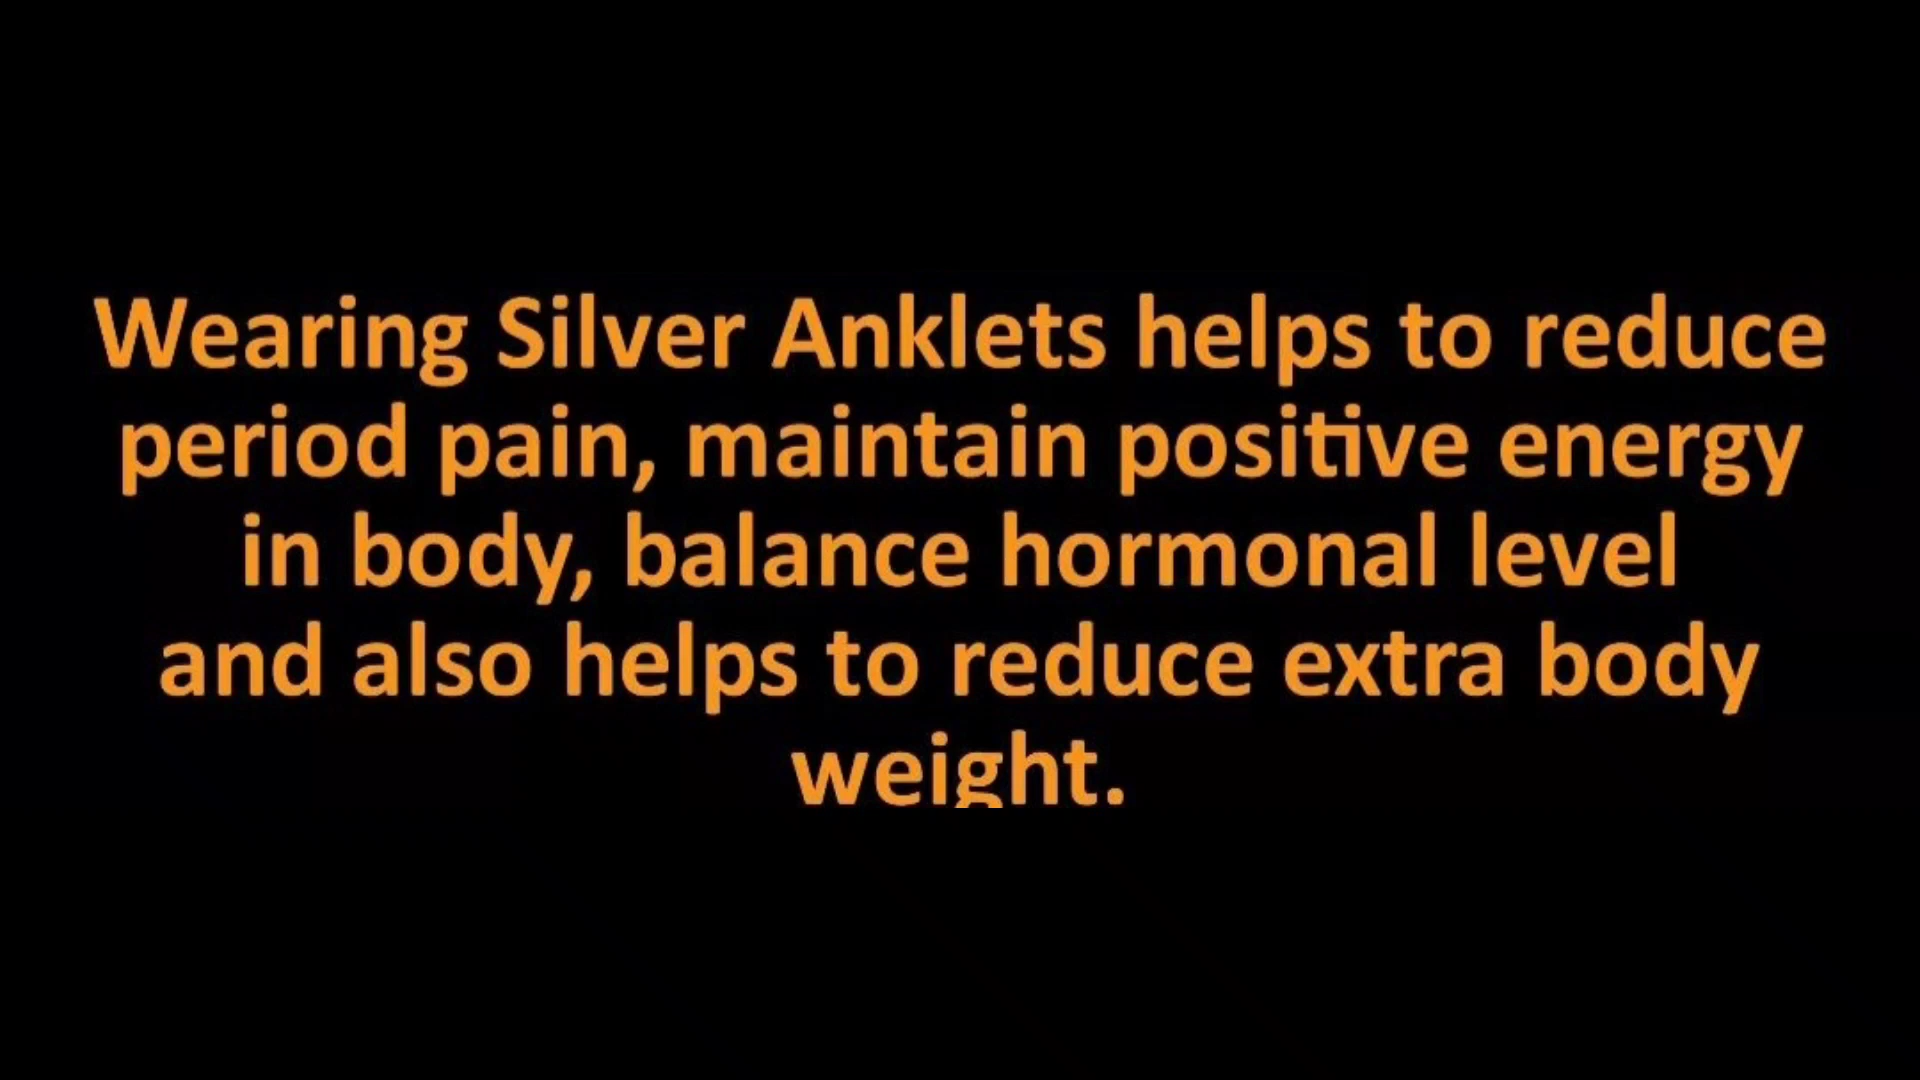 Wearing Silver Anklets helps to reduce
period pain, maintain positive energy
in body, balance hormonal level
and also helps to reduce extra body
weight.